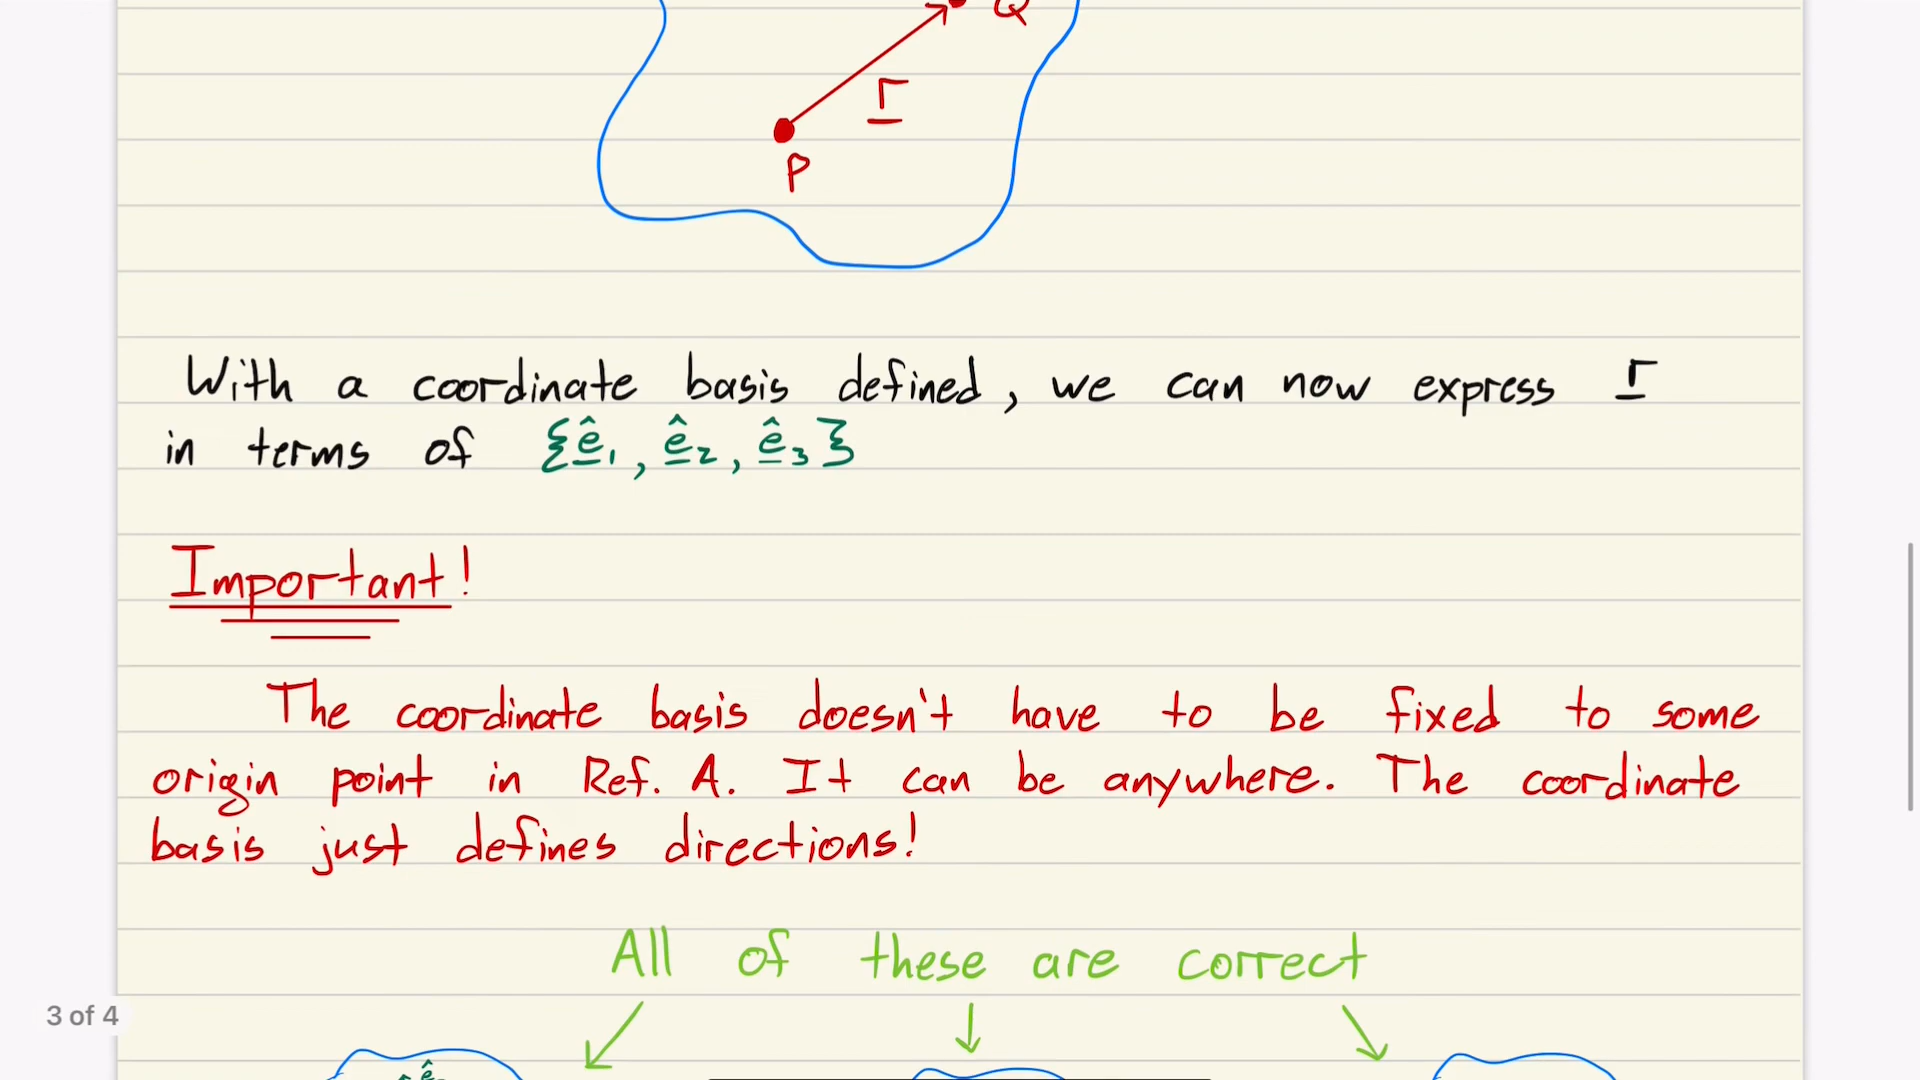 Q
r
P
With a coordinate basis defined, we can now express r
in terms of {ê₁, ê₂, ê₃}
Important!
The coordinate basis doesn't have to be fixed to some
origin point in Ref. A. It can be anywhere. The coordinate
basis just defines directions!
All of these are correct
3 of 4